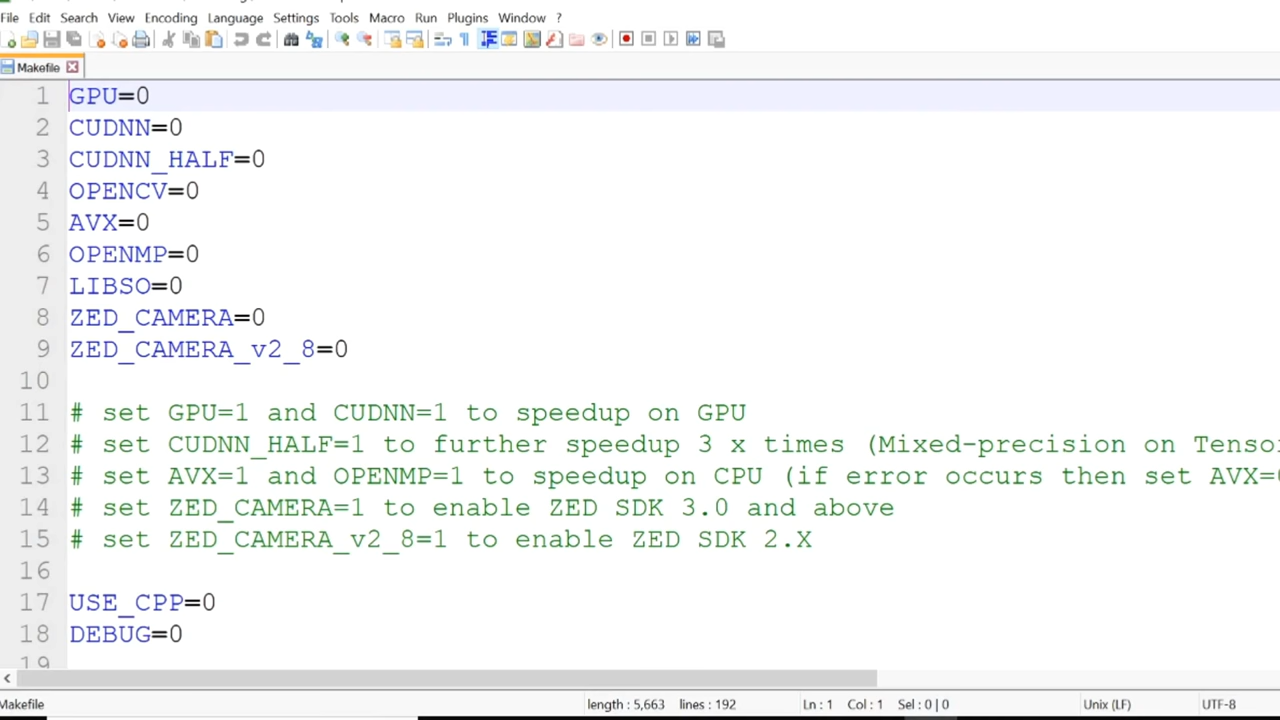 File Edit Search View Encoding Language Settings Tools Macro Run Plugins Window ?
Makefile
1 GPU=0
2 CUDNN=0
3 CUDNN_HALF=0
4 OPENCV=0
5 AVX=0
6 OPENMP=0
7 LIBSO=0
8 ZED_CAMERA=0
9 ZED_CAMERA_v2_8=0
10
11 # set GPU=1 and CUDNN=1 to speedup on GPU
12 # set CUDNN_HALF=1 to further speedup 3 x times (Mixed-precision on Tenso
13 # set AVX=1 and OPENMP=1 to speedup on CPU (if error occurs then set AVX=0
14 # set ZED_CAMERA=1 to enable ZED SDK 3.0 and above
15 # set ZED_CAMERA_v2_8=1 to enable ZED SDK 2.X
16
17 USE_CPP=0
18 DEBUG=0
19
Makefile length : 5,663 lines : 192 Ln : 1 Col : 1 Sel : 0 | 0 Unix (LF) UTF-8